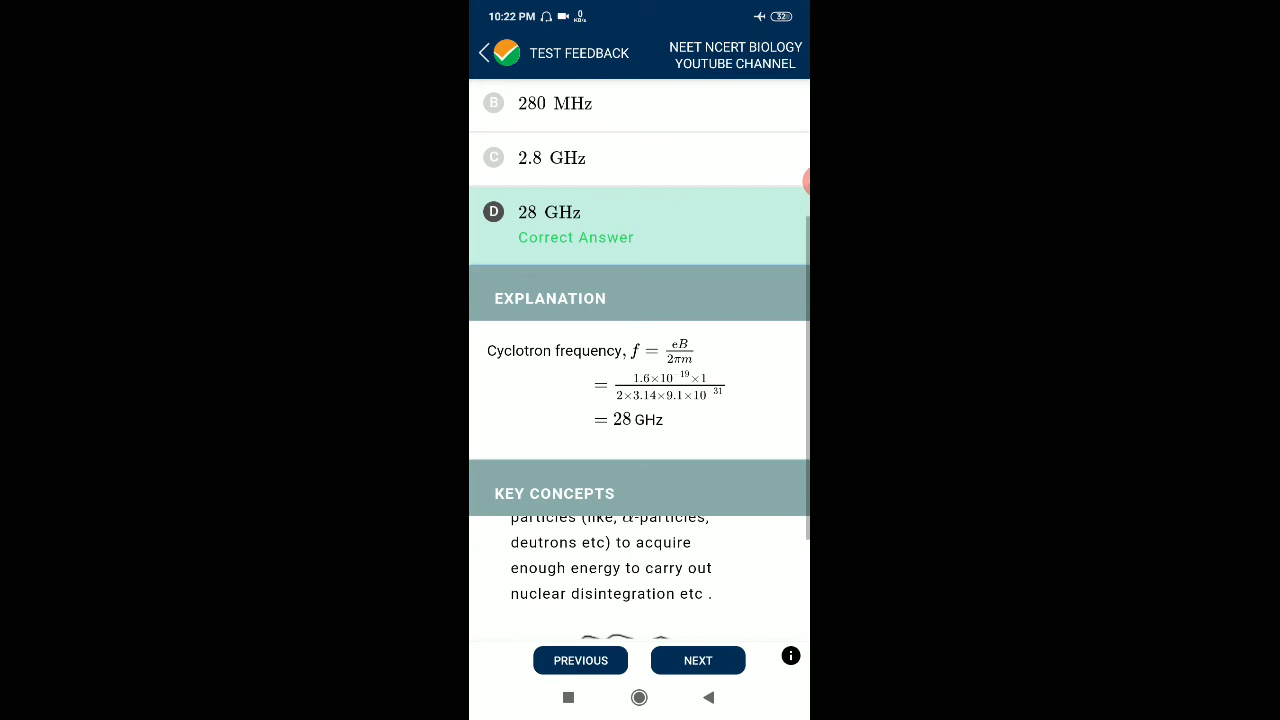 10:22 PM 0 KB/s 32
TEST FEEDBACK
NEET NCERT BIOLOGY
YOUTUBE CHANNEL
B 280 MHz
C 2.8 GHz
D 28 GHz
Correct Answer
EXPLANATION
Cyclotron frequency, f = eB / 2πm
= 1.6×10⁻¹⁹×1 / 2×3.14×9.1×10 ³¹
= 28 GHz
KEY CONCEPTS
particles (like, α-particles,
deutrons etc) to acquire
enough energy to carry out
nuclear disintegration etc .
PREVIOUS
NEXT